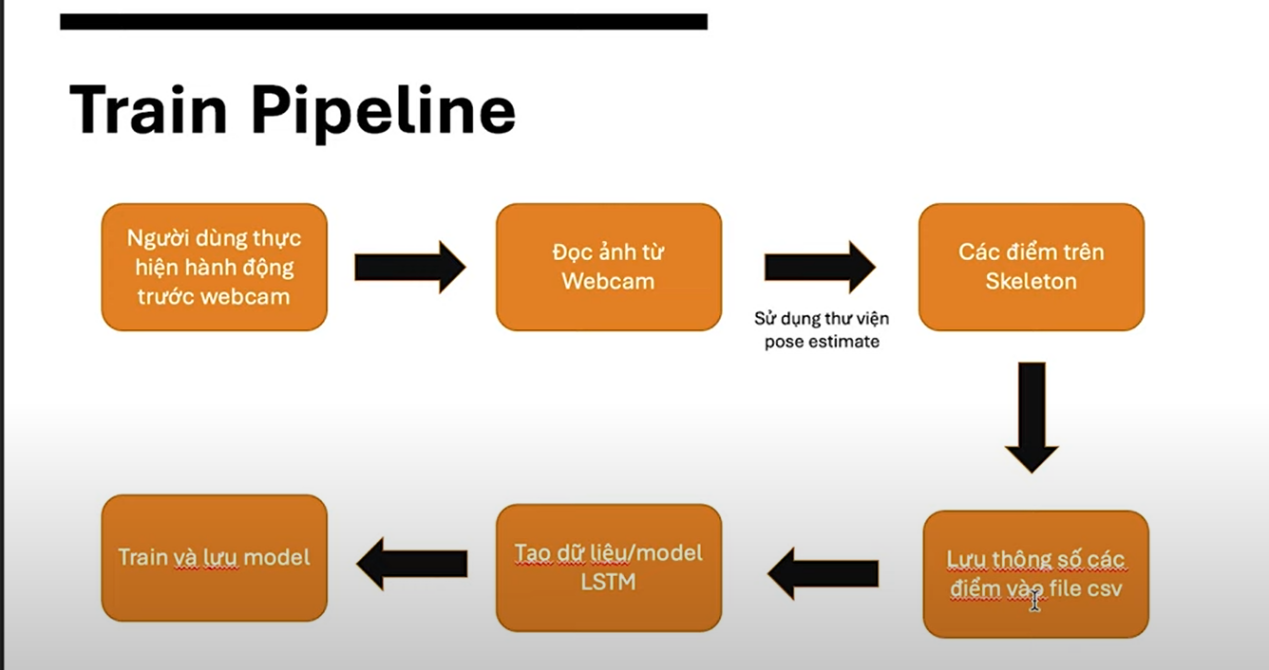 Train Pipeline
Người dùng thực
hiện hành động
trước webcam
Đọc ảnh từ
Webcam
Sử dụng thư viện
pose estimate
Các điểm trên
Skeleton
Lưu thông số các
điểm vào file csv
Tạo dữ liệu/model
LSTM
Train và lưu model